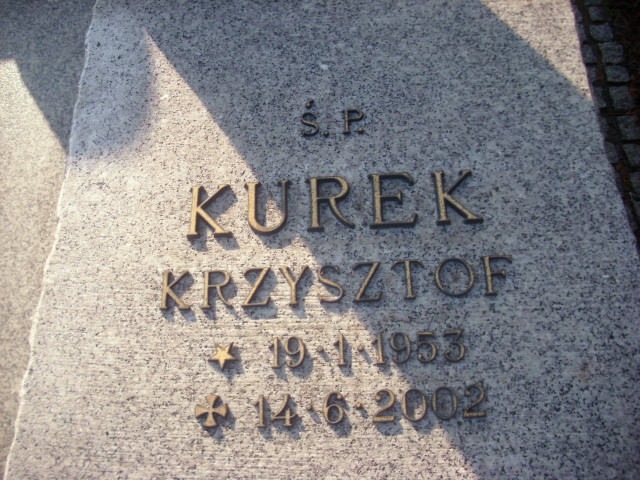 Ś.P.
KUREK
KRZYSZTOF
19·1·1953
14·6·2002